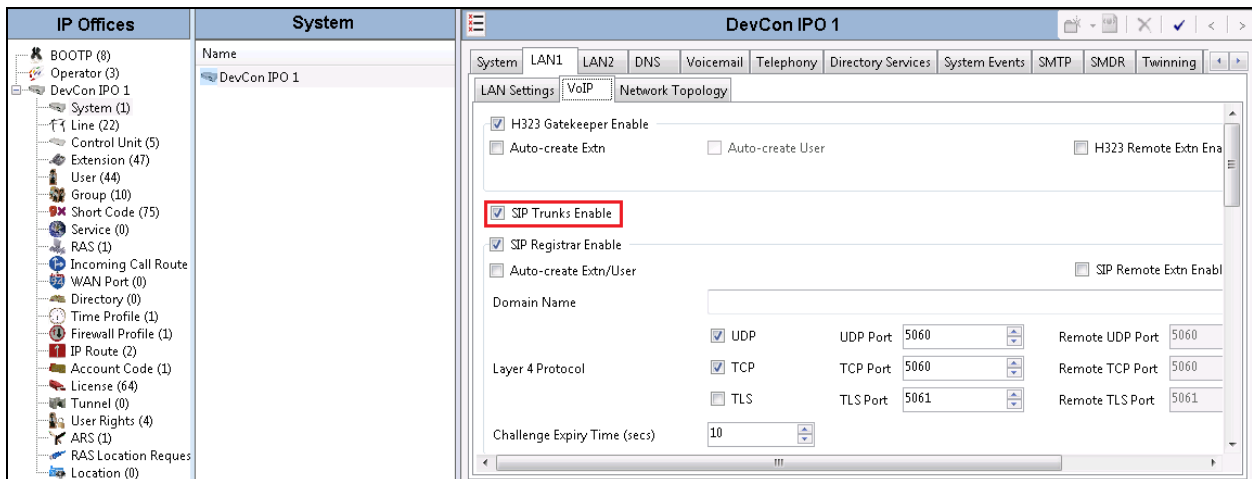 IP Offices
BOOTP (8)
Operator (3)
DevCon IPO 1
System (1)
Line (22)
Control Unit (5)
Extension (47)
User (44)
Group (10)
Short Code (75)
Service (0)
RAS (1)
Incoming Call Route
WAN Port (0)
Directory (0)
Time Profile (1)
Firewall Profile (1)
IP Route (2)
Account Code (1)
License (64)
Tunnel (0)
User Rights (4)
ARS (1)
RAS Location Reques
Location (0)
System
Name
DevCon IPO 1
DevCon IPO 1
System LAN1 LAN2 DNS Voicemail Telephony Directory Services System Events SMTP SMDR Twinning
LAN Settings VoIP Network Topology
H323 Gatekeeper Enable
Auto-create Extn Auto-create User H323 Remote Extn Ena
SIP Trunks Enable
SIP Registrar Enable
Auto-create Extn/User SIP Remote Extn Enabl
Domain Name
UDP UDP Port 5060 Remote UDP Port 5060
Layer 4 Protocol TCP TCP Port 5060 Remote TCP Port 5060
TLS TLS Port 5061 Remote TLS Port 5061
Challenge Expiry Time (secs) 10